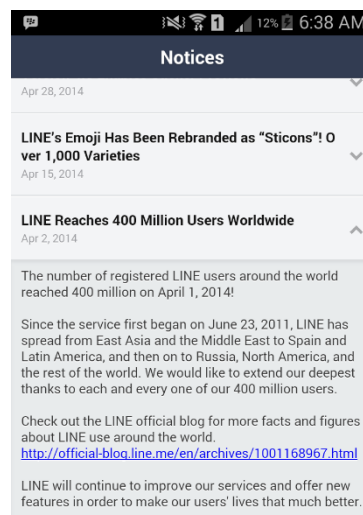 12% 6:38 AM
Notices
Apr 28, 2014
LINE's Emoji Has Been Rebranded as “Sticons”! O
ver 1,000 Varieties
Apr 15, 2014
LINE Reaches 400 Million Users Worldwide
Apr 2, 2014
The number of registered LINE users around the world
reached 400 million on April 1, 2014!
Since the service first began on June 23, 2011, LINE has
spread from East Asia and the Middle East to Spain and
Latin America, and then on to Russia, North America, and
the rest of the world. We would like to extend our deepest
thanks to each and every one of our 400 million users.
Check out the LINE official blog for more facts and figures
about LINE use around the world.
http://official-blog.line.me/en/archives/1001168967.html
LINE will continue to improve our services and offer new
features in order to make our users' lives that much better.